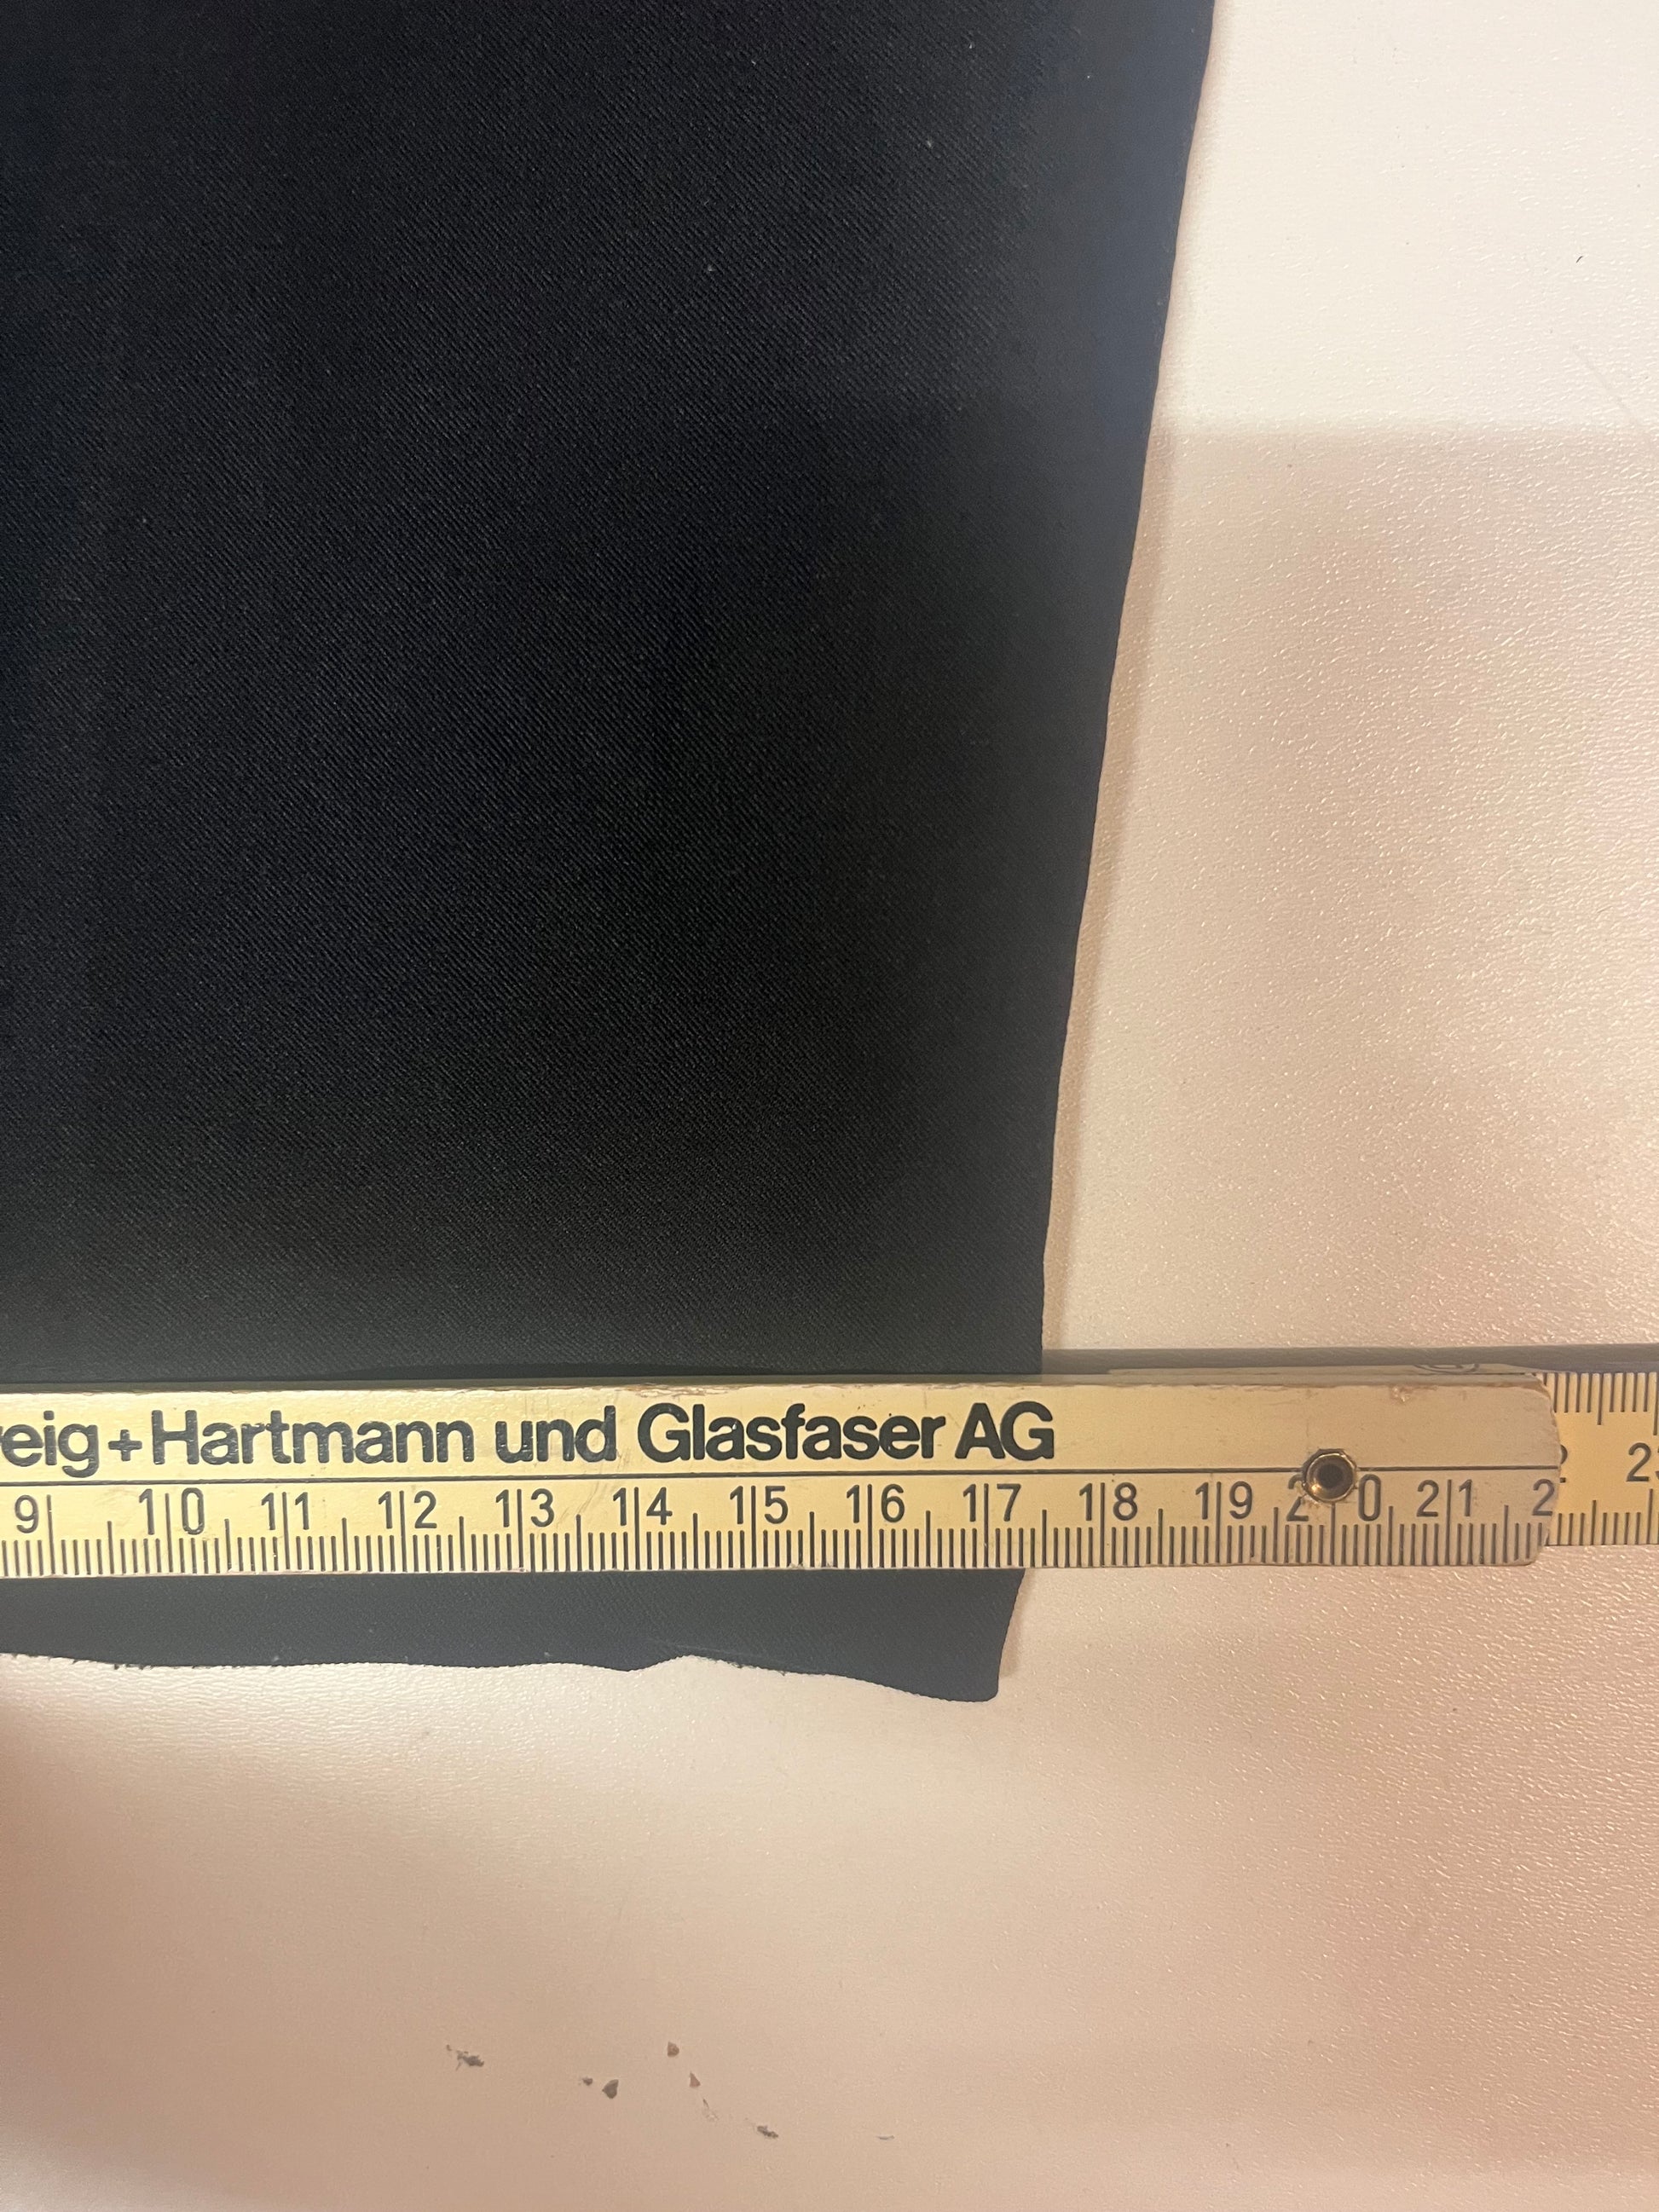 eig+Hartmann und Glasfaser AG
9 10 11 12 13 14 15 16 17 18 19 20 21 2 2